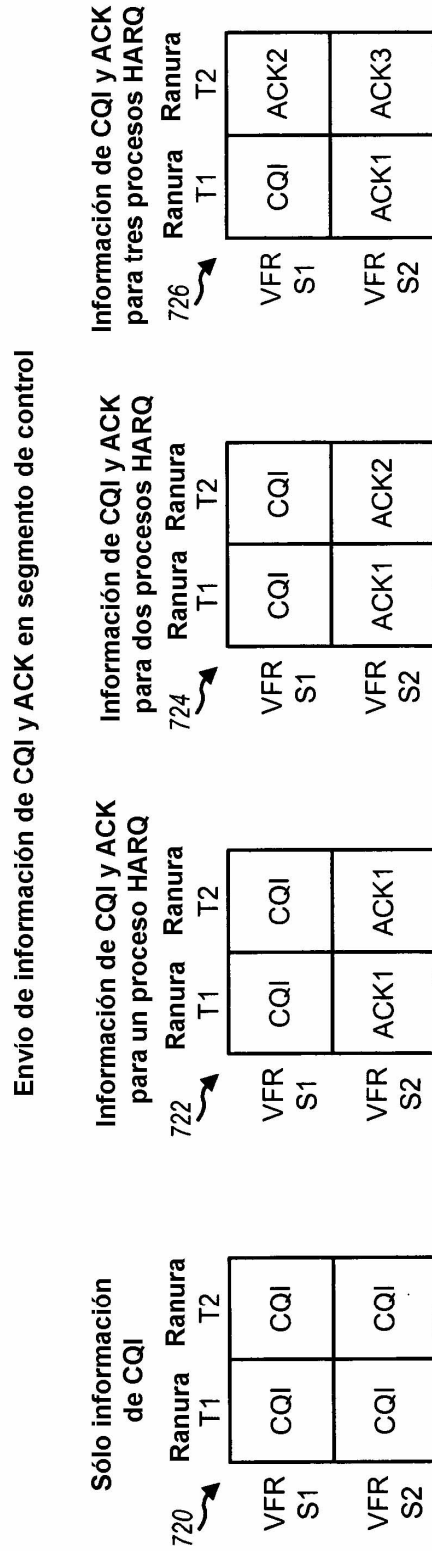 Envío de información de CQI y ACK en segmento de control
Sólo información
de CQI
720
Ranura Ranura
T1 T2
VFR
S1
CQI CQI
VFR
S2
CQI CQI
Información de CQI y ACK
para un proceso HARQ
722
Ranura Ranura
T1 T2
VFR
S1
CQI CQI
VFR
S2
ACK1 ACK1
Información de CQI y ACK
para dos procesos HARQ
724
Ranura Ranura
T1 T2
VFR
S1
CQI CQI
VFR
S2
ACK1 ACK2
Información de CQI y ACK
para tres procesos HARQ
726
Ranura Ranura
T1 T2
VFR
S1
CQI ACK2
VFR
S2
ACK1 ACK3